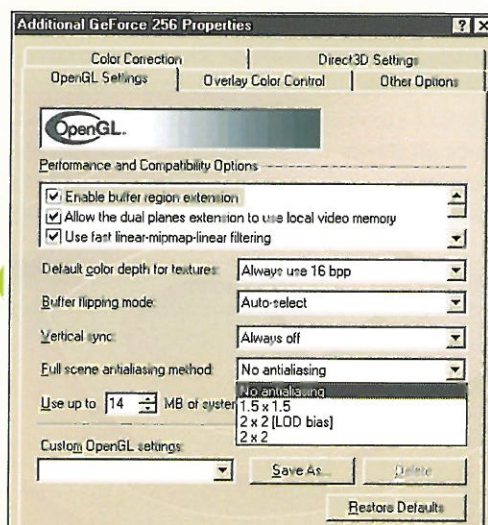 Additional GeForce 256 Properties
Color Correction
Direct3D Settings
OpenGL Settings
Overlay Color Control
Other Options
OpenGL.
Performance and Compatibility Options
Enable buffer region extension
Allow the dual planes extension to use local video memory
Use fast linear-mipmap-linear filtering
Default color depth for textures:
Always use 16 bpp
Buffer flipping mode:
Auto-select
Vertical sync:
Always off
Full scene antialiasing method:
No antialiasing
No antialiasing
1.5 x 1.5
2 x 2 [LOD bias]
2 x 2
Use up to 14 MB of system
Custom OpenGL settings:
Save As...
Delete
Restore Defaults